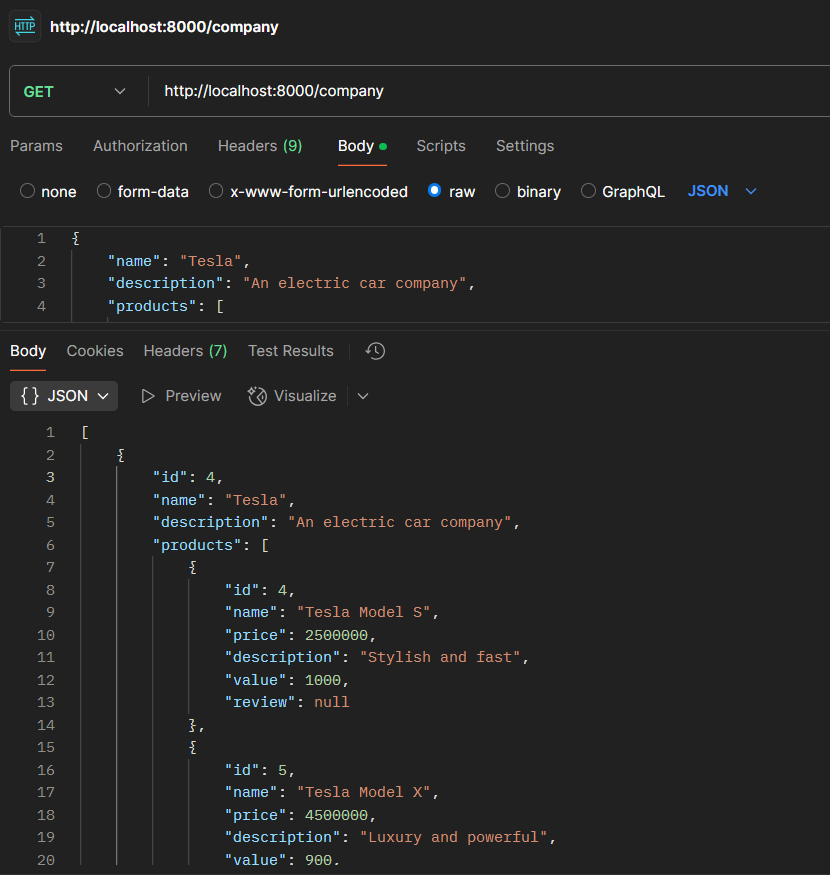 HTTP http://localhost:8000/company
GET http://localhost:8000/company
Params Authorization Headers (9) Body Scripts Settings
none form-data x-www-form-urlencoded raw binary GraphQL JSON
1 {
2 "name": "Tesla",
3 "description": "An electric car company",
4 "products": [
Body Cookies Headers (7) Test Results
{} JSON Preview Visualize
1 [
2 {
3 "id": 4,
4 "name": "Tesla",
5 "description": "An electric car company",
6 "products": [
7 {
8 "id": 4,
9 "name": "Tesla Model S",
10 "price": 2500000,
11 "description": "Stylish and fast",
12 "value": 1000,
13 "review": null
14 },
15 {
16 "id": 5,
17 "name": "Tesla Model X",
18 "price": 4500000,
19 "description": "Luxury and powerful",
20 "value": 900,